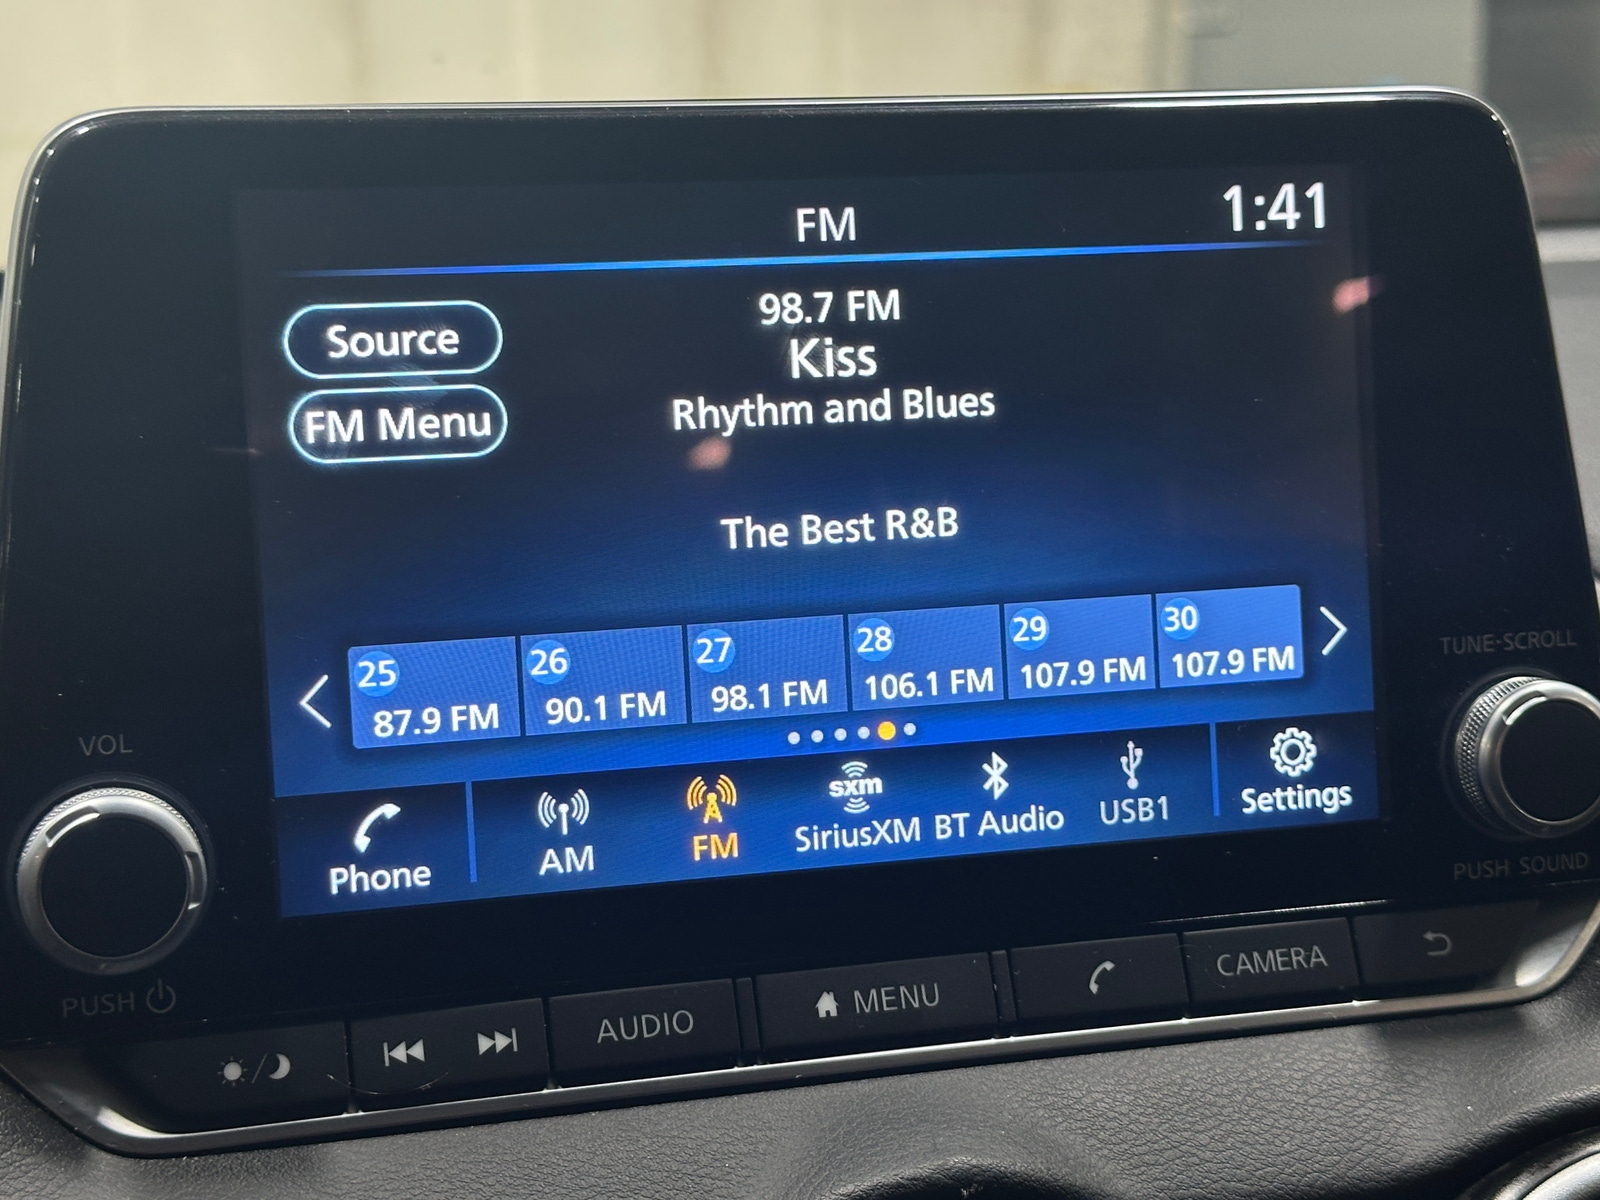 FM
1:41
98.7 FM
Source
Kiss
FM Menu
Rhythm and Blues
The Best R&B
25
26
27
28
29
30
87.9 FM
90.1 FM
98.1 FM
106.1 FM
107.9 FM
107.9 FM
TUNE·SCROLL
VOL
sxm
Phone
AM
FM
SiriusXM
BT Audio
USB1
Settings
PUSH SOUND
PUSH
AUDIO
MENU
CAMERA